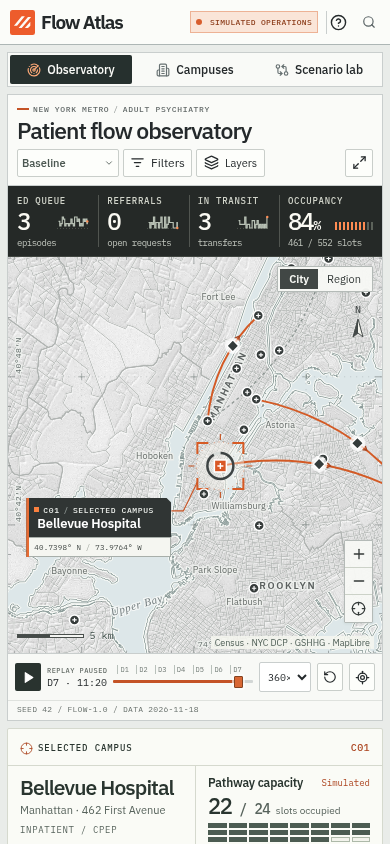 Flow Atlas
SIMULATED OPERATIONS
Observatory
Campuses
Scenario lab
NEW YORK METRO / ADULT PSYCHIATRY
Patient flow observatory
Baseline
Filters
Layers
ED QUEUE
3
episodes
REFERRALS
0
open requests
IN TRANSIT
3
transfers
OCCUPANCY
84%
461 / 552 slots
City
Region
N
Fort Lee
40°48'N
MANHATTAN
Astoria
Hoboken
40°42'N
Williamsburg
C01 / SELECTED CAMPUS
Bellevue Hospital
40.7398° N / 73.9764° W
Bayonne
Park Slope
BROOKLYN
Upper Bay
Flatbush
5 km
Census · NYC DCP · GSHHG · MapLibre
REPLAY PAUSED
D7 · 11:20
D1 D2 D3 D4 D5 D6 D7
360×
SEED 42 / FLOW-1.0 / DATA 2026-11-18
SELECTED CAMPUS
C01
Bellevue Hospital
Manhattan · 462 First Avenue
INPATIENT / CPEP
Pathway capacity
Simulated
22 / 24 slots occupied